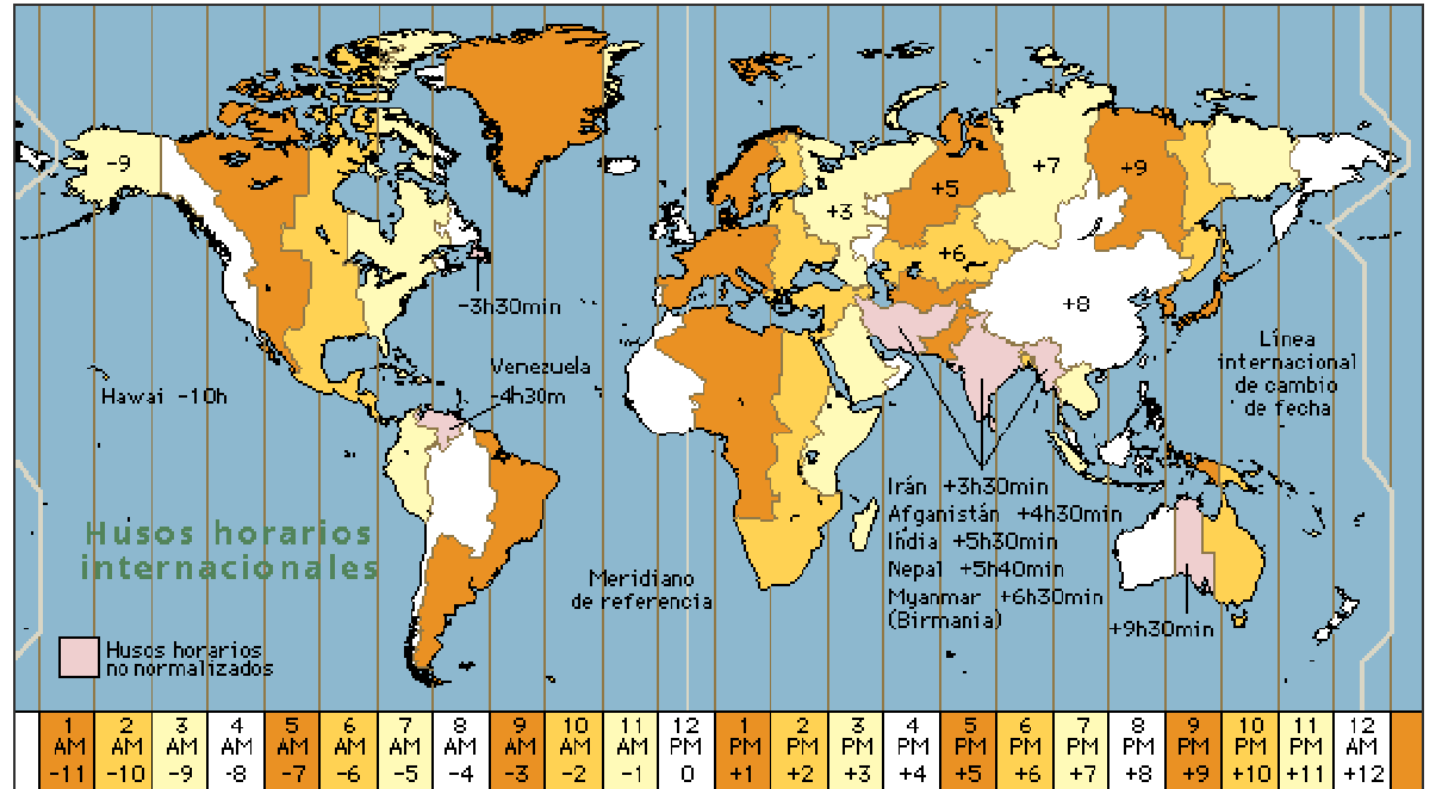 -9
+5
+7
+9
+3
+6
+8
-3h30min
Venezuela
-4h30m
Hawai -10h
Línea
internacional
de cambio
de fecha
Husos horarios
internacionales
Meridiano
de referencia
Irán +3h30min
Afganistán +4h30min
India +5h30min
Nepal +5h40min
Myanmar +6h30min
(Birmania)
+9h30min
Husos horarios
no normalizados
1 2 3 4 5 6 7 8 9 10 11 12 1 2 3 4 5 6 7 8 9 10 11 12
AM AM AM AM AM AM AM AM AM AM AM PM PM PM PM PM PM PM PM PM PM PM PM AM
-11 -10 -9 -8 -7 -6 -5 -4 -3 -2 -1 0 +1 +2 +3 +4 +5 +6 +7 +8 +9 +10 +11 +12